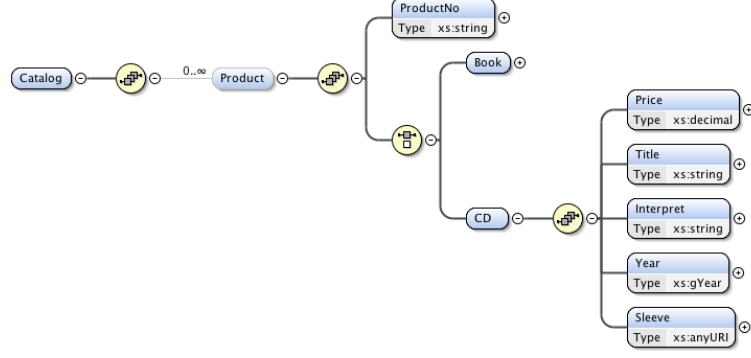 ProductNo
Type xs:string
Catalog
0..∞
Product
Book
CD
Price
Type xs:decimal
Title
Type xs:string
Interpret
Type xs:string
Year
Type xs:gYear
Sleeve
Type xs:anyURI